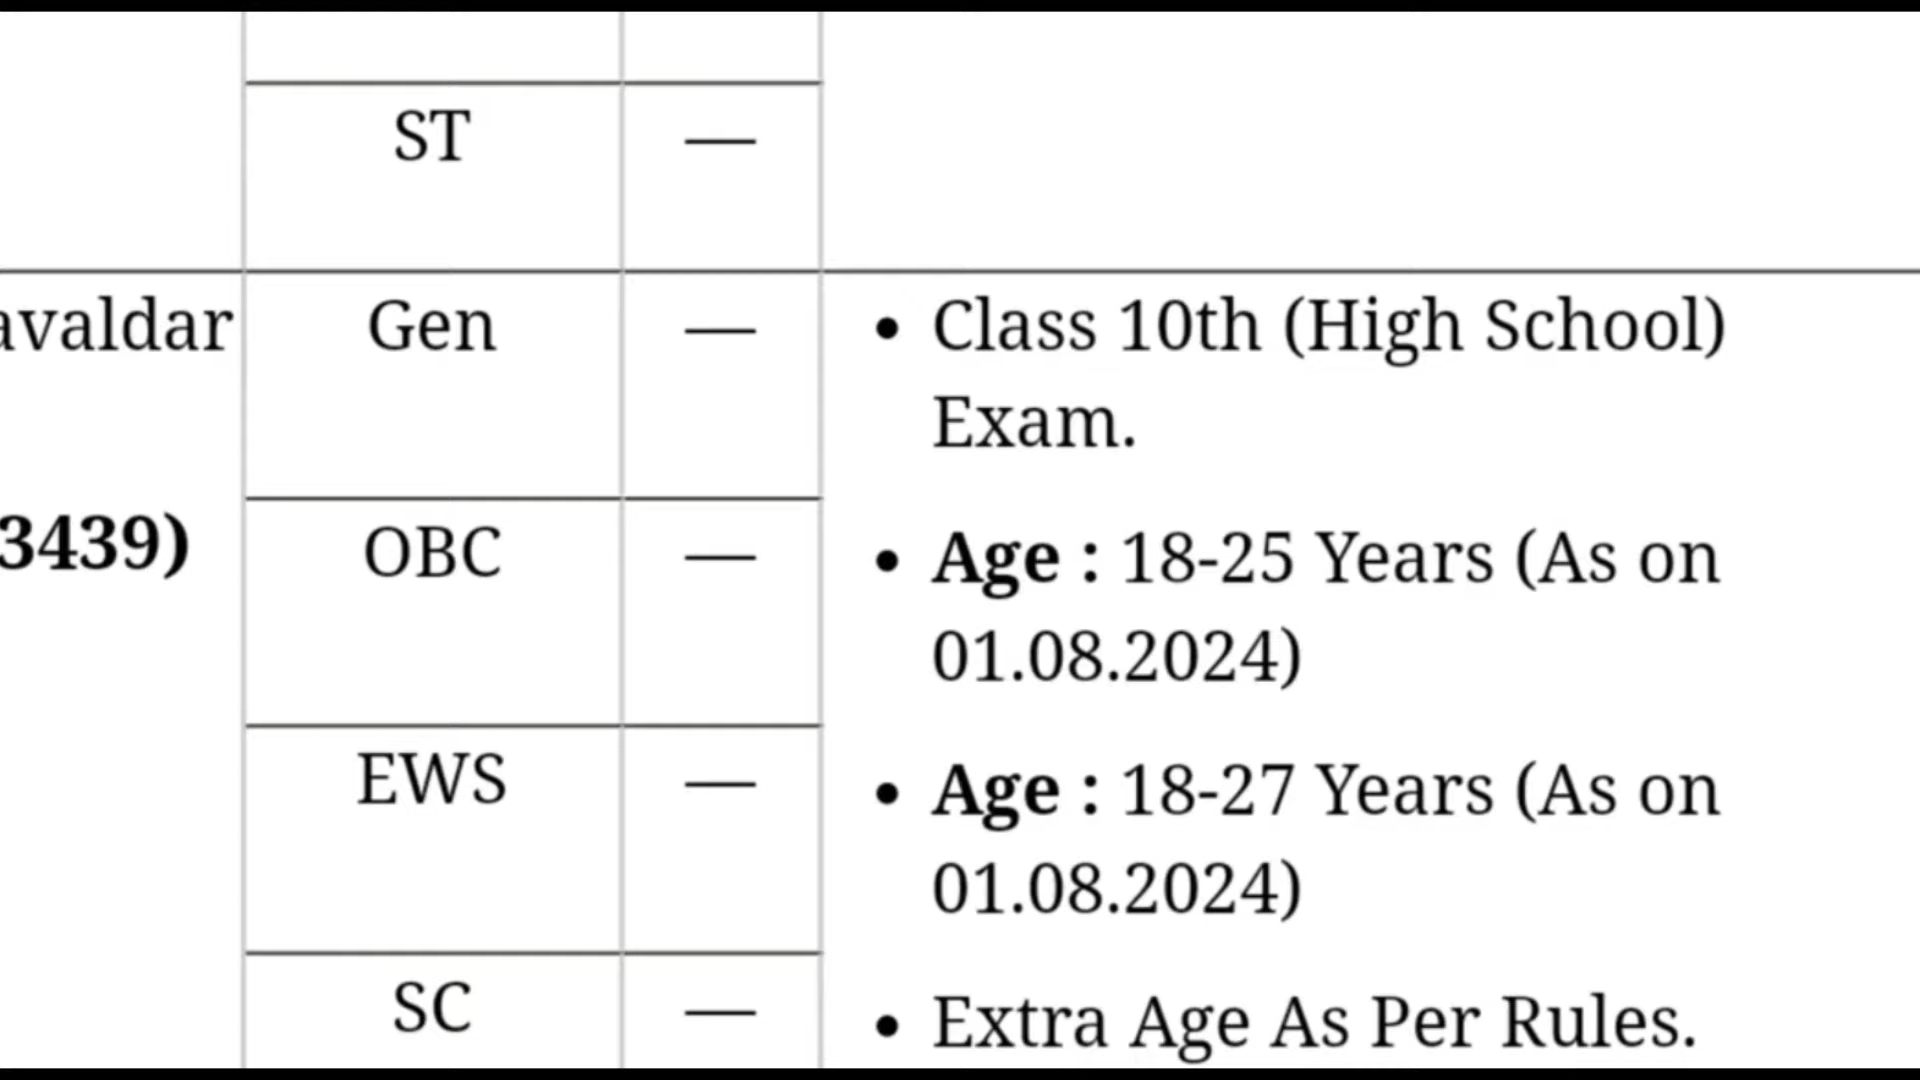 ST —
avaldar Gen — • Class 10th (High School)
Exam.
3439) OBC — • Age : 18-25 Years (As on
01.08.2024)
EWS — • Age : 18-27 Years (As on
01.08.2024)
SC — • Extra Age As Per Rules.